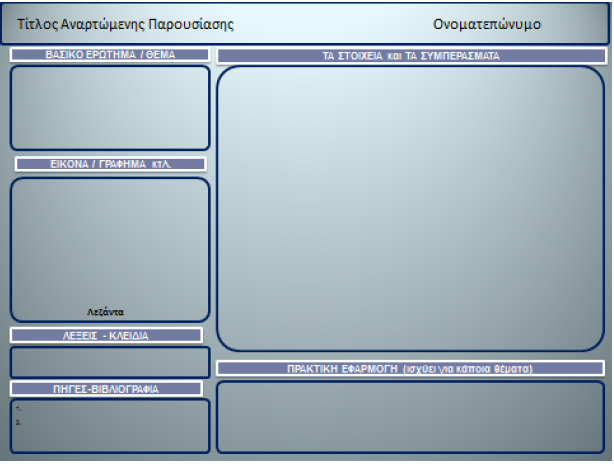 Τίτλος Αναρτώμενης Παρουσίασης Ονοματεπώνυμο
ΒΑΣΙΚΟ ΕΡΩΤΗΜΑ / ΘΕΜΑ
ΕΙΚΟΝΑ / ΓΡΑΦΗΜΑ κτλ.
Λεζάντα
ΛΕΞΕΙΣ - ΚΛΕΙΔΙΑ
ΠΗΓΕΣ-ΒΙΒΛΙΟΓΡΑΦΙΑ
1.
2.
ΤΑ ΣΤΟΙΧΕΙΑ και ΤΑ ΣΥΜΠΕΡΑΣΜΑΤΑ
ΠΡΑΚΤΙΚΗ ΕΦΑΡΜΟΓΗ (ισχύει για κάποια θέματα)